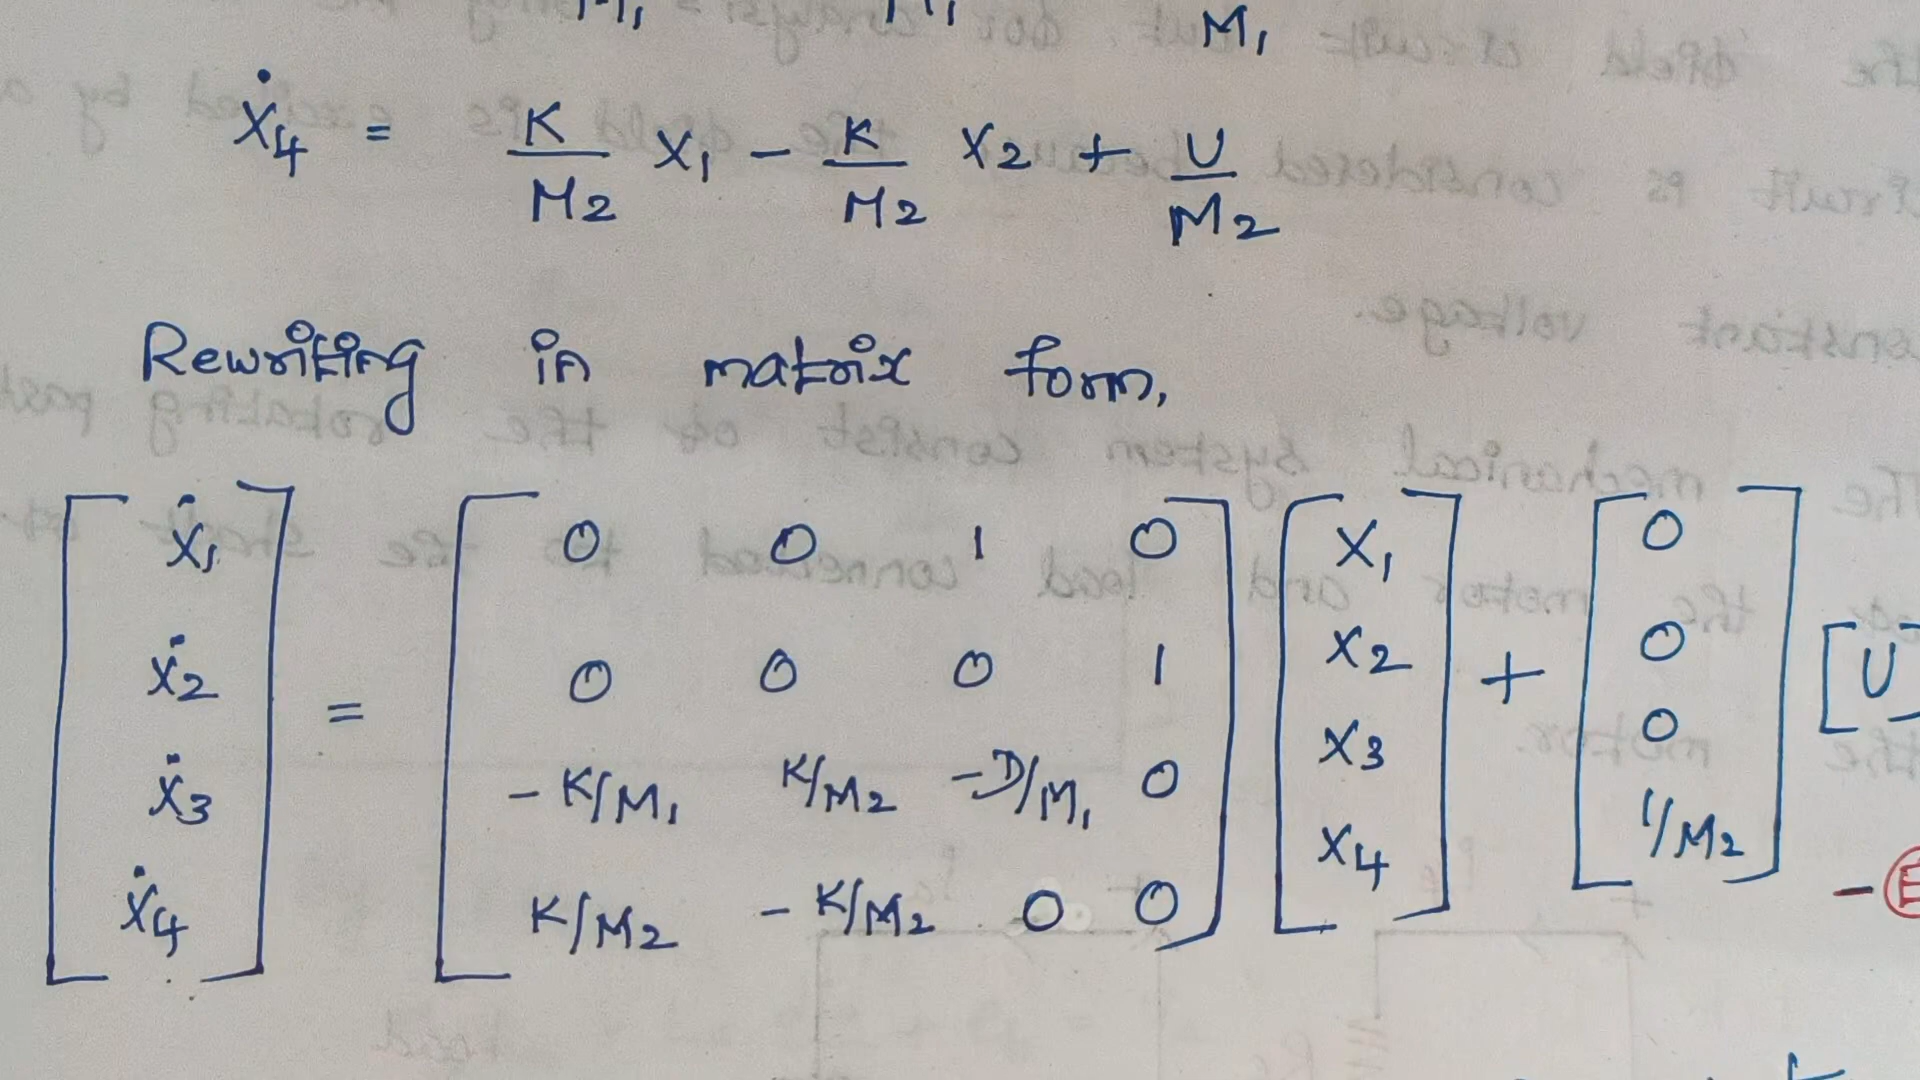 M₁ M₁ M₁
Ẋ₄ = K/M₂ X₁ - K/M₂ X₂ + U/M₂
Rewriting in matrix form,
[Ẋ₁] = [0 0 1 0] [X₁] + [0]
[Ẋ₂] [0 0 0 1] [X₂] [0] [U]
[Ẋ₃] [-K/M₁ K/M₂ -D/M₁ 0] [X₃] [0]
[Ẋ₄] [K/M₂ -K/M₂ 0 0] [X₄] [1/M₂]